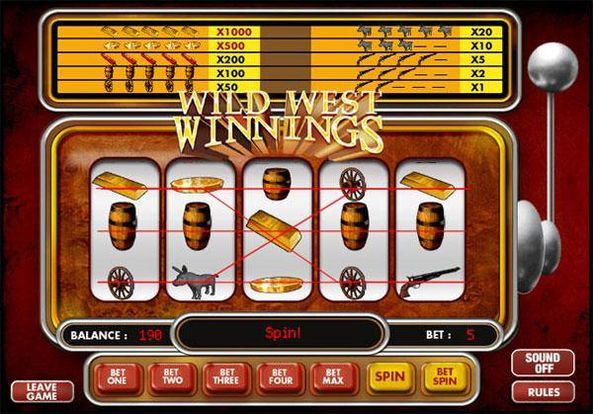 X1000
X500
X200
X100
X50
X20
X10
X5
X2
X1
WILD WEST
WINNINGS
BALANCE : 190
Spin!
BET : 5
BET
ONE
BET
TWO
BET
THREE
BET
FOUR
BET
MAX
SPIN
BET
SPIN
SOUND
OFF
LEAVE
GAME
RULES